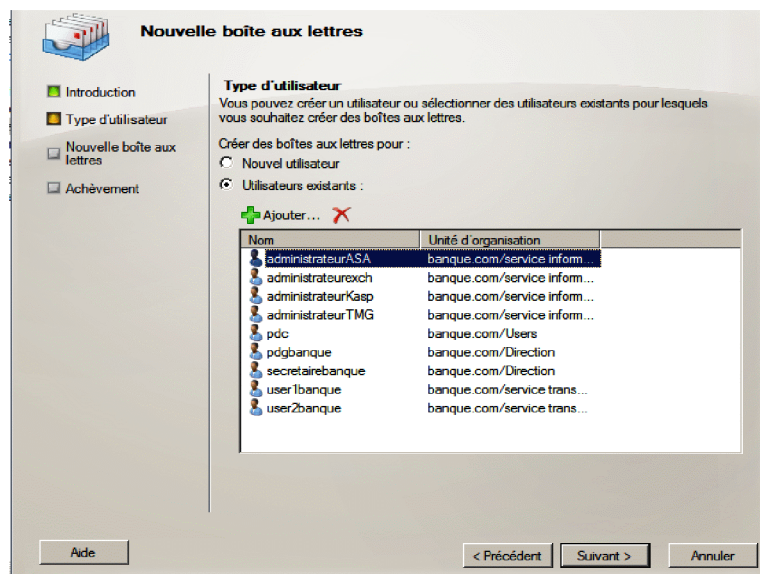 Nouvelle boîte aux lettres
Introduction
Type d'utilisateur
Nouvelle boîte aux
lettres
Achèvement
Type d'utilisateur
Vous pouvez créer un utilisateur ou sélectionner des utilisateurs existants pour lesquels
vous souhaitez créer des boîtes aux lettres.
Créer des boîtes aux lettres pour :
Nouvel utilisateur
Utilisateurs existants :
Ajouter...
Nom Unité d'organisation
administrateurASA banque.com/service inform...
administrateurexch banque.com/service inform...
administrateurKasp banque.com/service inform...
administrateurTMG banque.com/service inform...
pdc banque.com/Users
pdgbanque banque.com/Direction
secretairebanque banque.com/Direction
user1banque banque.com/service trans...
user2banque banque.com/service trans...
Aide < Précédent Suivant > Annuler